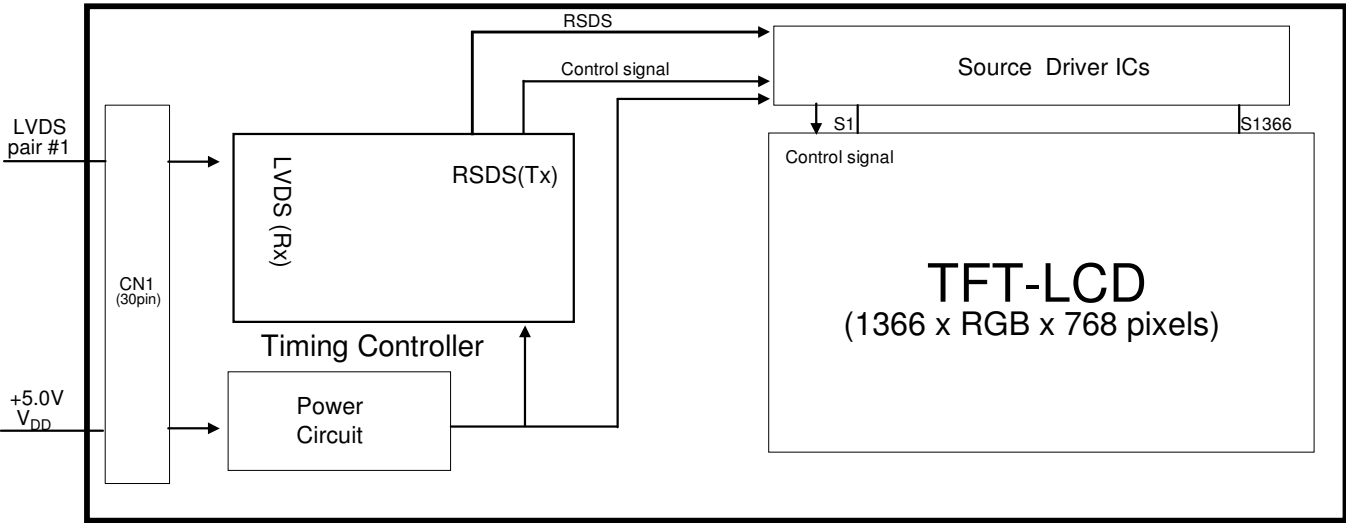 RSDS
Control signal
Source  Driver ICs
LVDS
pair #1
S1
S1366
Control signal
LVDS (Rx)
RSDS(Tx)
CN1
(30pin)
TFT-LCD
(1366 x RGB x 768 pixels)
Timing Controller
+5.0V
VDD
Power
Circuit